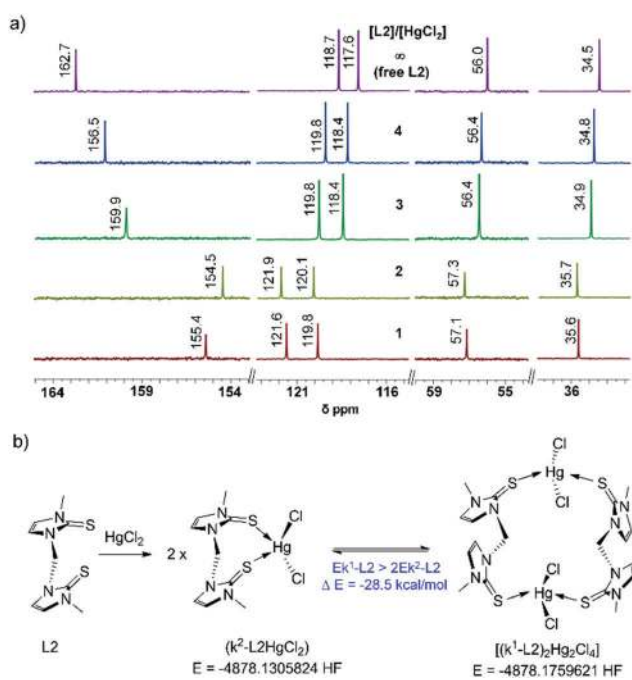 a)
[L2]/[HgCl2]
∞
(free L2)
162.7
118.7
117.6
56.0
34.5
4
156.5
119.8
118.4
56.4
34.8
3
159.9
119.8
118.4
56.4
34.9
2
154.5
121.9
120.1
57.3
35.7
1
155.4
121.6
119.8
57.1
35.6
164 159 154 121 116 59 54 36
δ ppm
b)
N N S
N S
N
L2
HgCl2
2 x
N N S
Cl
Hg
Cl
N S
N
(k²-L2HgCl2)
E = -4878.1305824 HF
Ek¹-L2 > 2Ek²-L2
Δ E = -28.5 kcal/mol
Cl
N S Hg S N
N Cl N
N Cl N
N S Hg S N
Cl
[(k¹-L2)2Hg2Cl4]
E = -4878.1759621 HF